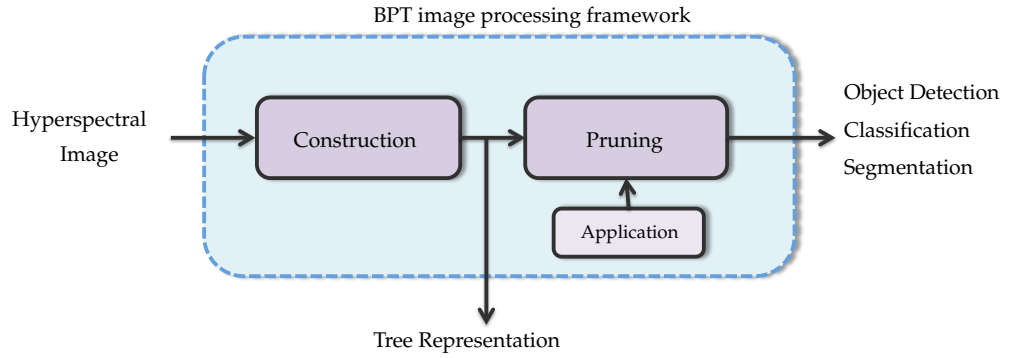 BPT image processing framework
Hyperspectral
Image
Construction
Pruning
Application
Object Detection
Classification
Segmentation
Tree Representation